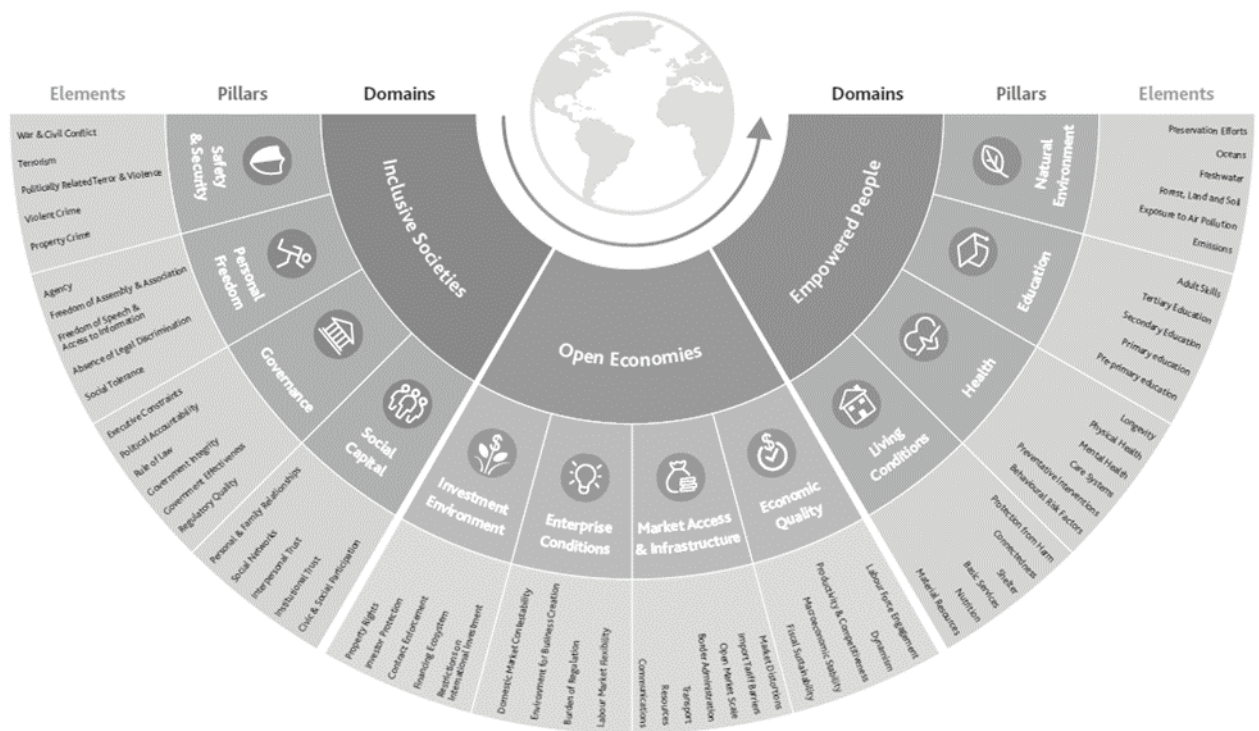 Elements
Pillars
Domains
Domains
Pillars
Elements
Inclusive Societies
Safety
& Security
War & Civil Conflict
Terrorism
Politically Related Terror & Violence
Violent Crime
Property Crime
Personal
Freedom
Agency
Freedom of Assembly & Association
Freedom of Speech &
Access to Information
Absence of Legal Discrimination
Social Tolerance
Governance
Executive Constraints
Political Accountability
Rule of Law
Government Integrity
Government Effectiveness
Regulatory Quality
Social
Capital
Personal & Family Relationships
Social Networks
Interpersonal Trust
Institutional Trust
Civic & Social Participation
Open Economies
Investment
Environment
Property Rights
Investor Protection
Contract Enforcement
Financing Ecosystem
Restrictions on
International Investment
Enterprise
Conditions
Domestic Market Contestability
Environment for Business Creation
Burden of Regulation
Labour Market Flexibility
Market Access
& Infrastructure
Communications
Resources
Transport
Border Administration
Open Market Scale
Import Tariff Barriers
Market Distortions
Economic
Quality
Fiscal Sustainability
Macroeconomic Stability
Productivity & Competitiveness
Dynamism
Labour Force Engagement
Empowered People
Living
Conditions
Material Resources
Nutrition
Basic Services
Shelter
Connectedness
Protection from Harm
Health
Behavioural Risk Factors
Preventative Interventions
Care Systems
Mental Health
Physical Health
Longevity
Education
Pre-primary education
Primary education
Secondary Education
Tertiary Education
Adult Skills
Natural
Environment
Emissions
Exposure to Air Pollution
Forest, Land and Soil
Freshwater
Oceans
Preservation Efforts